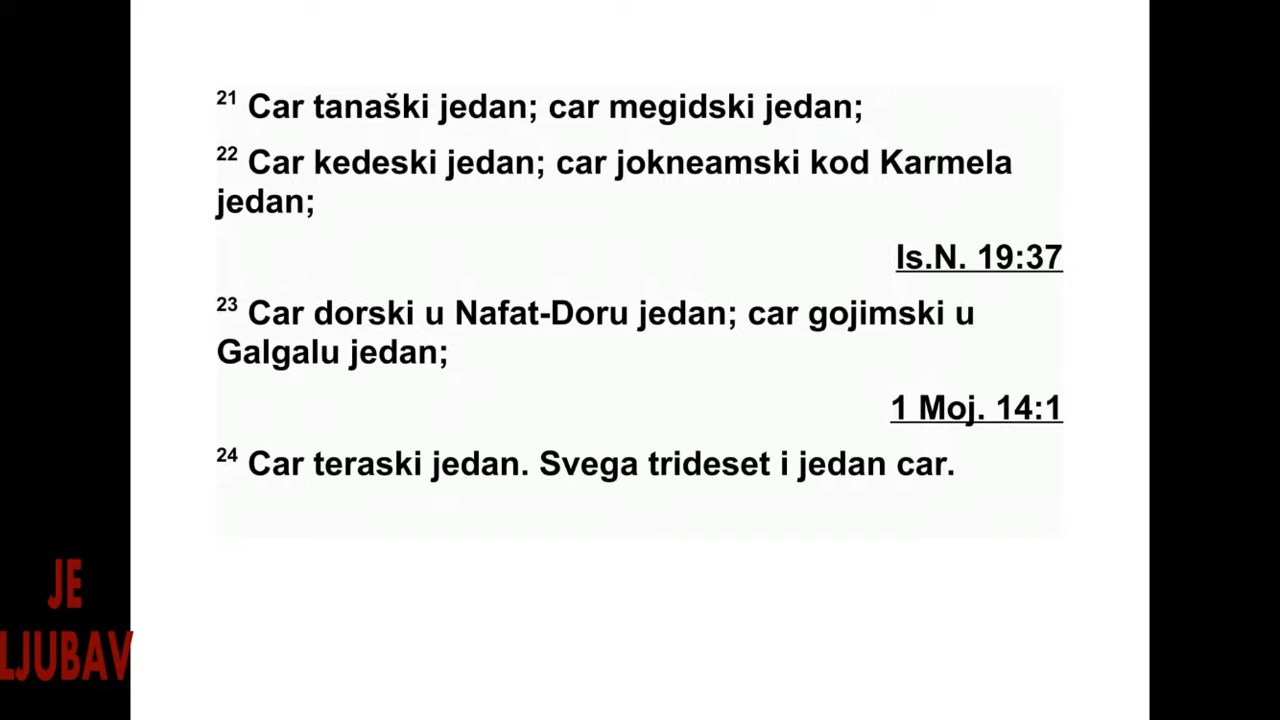 21 Car tanaški jedan; car megidski jedan;
22 Car kedeski jedan; car jokneamski kod Karmela
jedan;
Is.N. 19:37
23 Car dorski u Nafat-Doru jedan; car gojimski u
Galgalu jedan;
1 Moj. 14:1
24 Car teraski jedan. Svega trideset i jedan car.
JE
LJUBAV